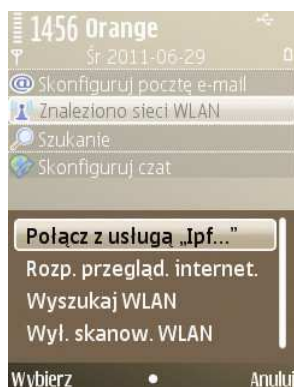 1456 Orange
Śr 2011-06-29
Skonfiguruj pocztę e-mail
Znaleziono sieci WLAN
Szukanie
Skonfiguruj czat
Połącz z usługą „Ipf...”
Rozp. przegląd. internet.
Wyszukaj WLAN
Wył. skanow. WLAN
Wybierz Anuluj